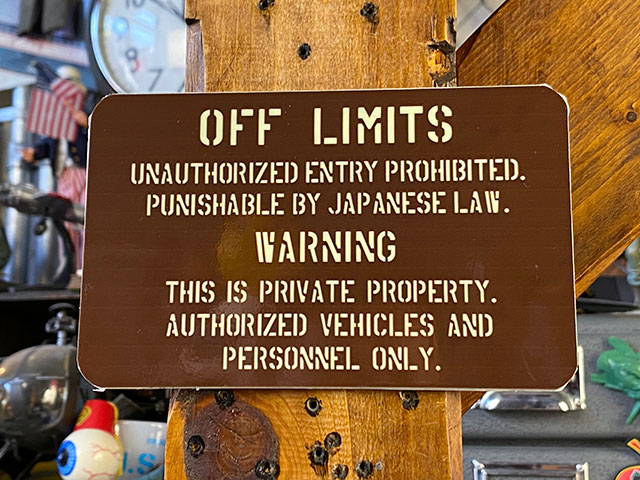 10
OFF LIMITS
UNAUTHORIZED ENTRY PROHIBITED.
PUNISHABLE BY JAPANESE LAW.
WARNING
THIS IS PRIVATE PROPERTY.
AUTHORIZED VEHICLES AND
PERSONNEL ONLY.
U.S.